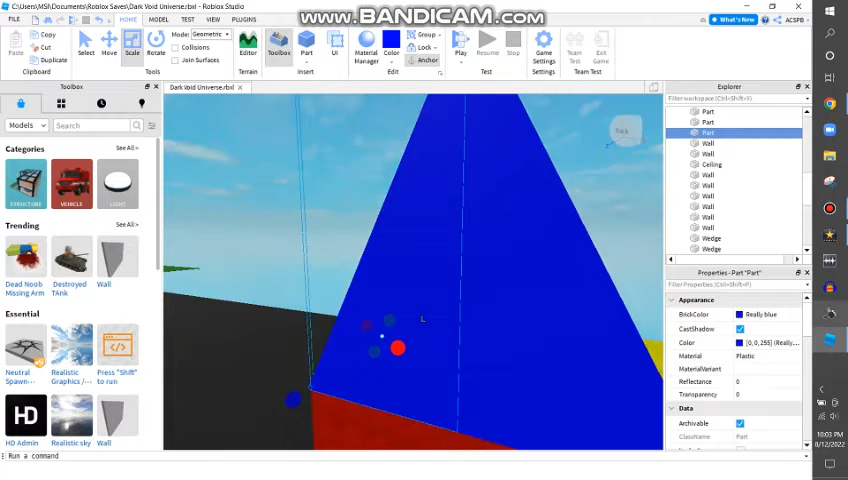 C:\Users\MSI\Documents\Roblox Saves\Dark Void Universe.rbxl - Roblox Studio
www.BANDICAM.com
FILE HOME MODEL TEST VIEW PLUGINS
What's New ACSPB
Copy Cut Duplicate Paste Clipboard
Select Move Scale Rotate Mode: Geometric Collisions Join Surfaces Tools
Editor Terrain
Toolbox Part UI Insert
Material Manager Color Group Lock Anchor Edit
Play Resume Stop Test
Game Settings Settings
Team Test Exit Game Team Test
Toolbox
Dark Void Universe.rbxl
Models Search
Categories See All >
STRUCTURE VEHICLE LIGHT
Trending See All >
Dead Noob Missing Arm
Destroyed TAnk
Wall
Essential
Neutral Spawn...
Realistic Graphics /...
Press "Shift" to run
HD
HD Admin
Realistic sky
Wall
Run a command
Explorer
Filter workspace (Ctrl+Shift+X)
Part
Part
Part
Wall
Wall
Ceiling
Wall
Wall
Wall
Wall
Wall
Wall
Wedge
Wedge
Properties - Part "Part"
Filter Properties (Ctrl+Shift+P)
Appearance
BrickColor Really blue
CastShadow
Color [0,0,255] (Really...
Material Plastic
MaterialVariant
Reflectance 0
Transparency 0
Data
Archivable
ClassName Part
10:03 PM
8/12/2022